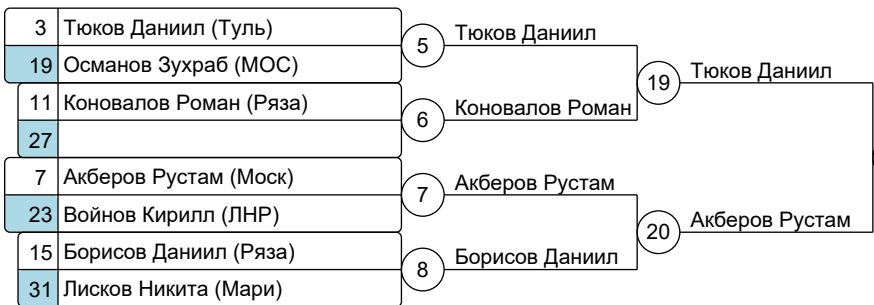 3 Тюков Даниил (Туль)
19 Османов Зухраб (МОС)
11 Коновалов Роман (Ряза)
27
7 Акберов Рустам (Моск)
23 Войнов Кирилл (ЛНР)
15 Борисов Даниил (Ряза)
31 Лисков Никита (Мари)
5 Тюков Даниил
6 Коновалов Роман
7 Акберов Рустам
8 Борисов Даниил
19 Тюков Даниил
20 Акберов Рустам